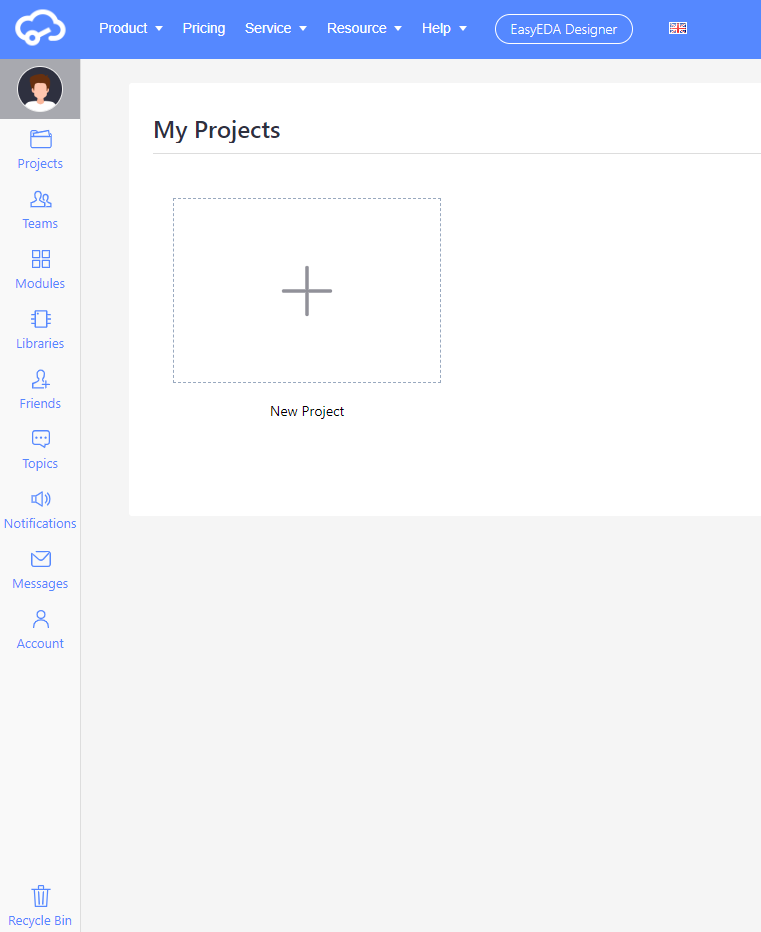 Product Pricing Service Resource Help EasyEDA Designer
My Projects
Projects
Teams
Modules
Libraries
Friends
Topics
Notifications
Messages
Account
Recycle Bin
New Project